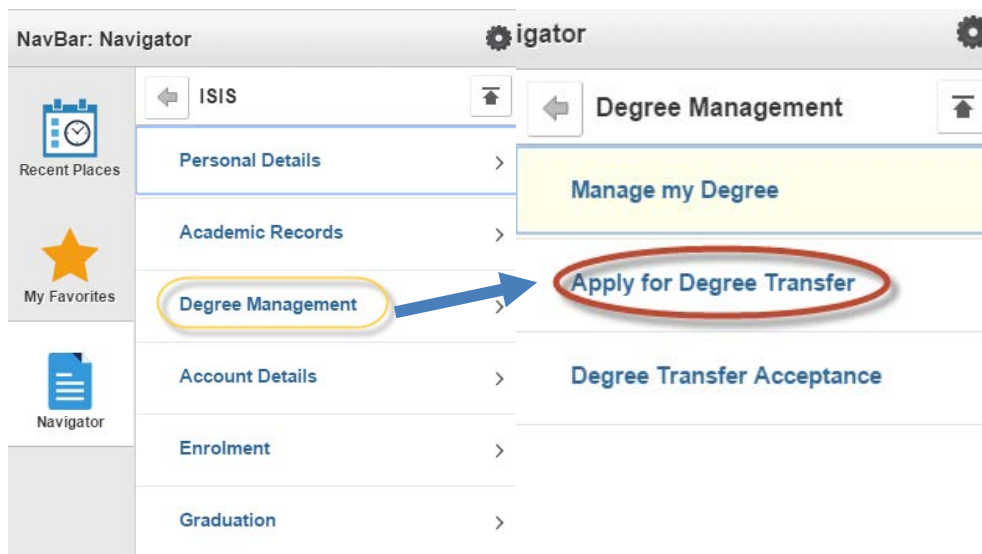 NavBar: Navigator
Recent Places
My Favorites
Navigator
ISIS
Personal Details
Academic Records
Degree Management
Account Details
Enrolment
Graduation
igator
Degree Management
Manage my Degree
Apply for Degree Transfer
Degree Transfer Acceptance